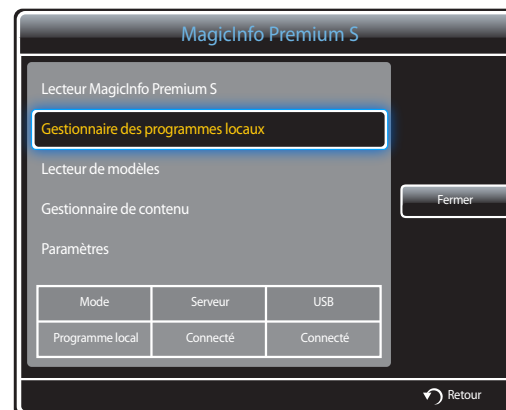 MagicInfo Premium S
Lecteur MagicInfo Premium S
Gestionnaire des programmes locaux
Lecteur de modèles
Gestionnaire de contenu
Paramètres
Fermer
Mode Serveur USB
Programme local Connecté Connecté
Retour